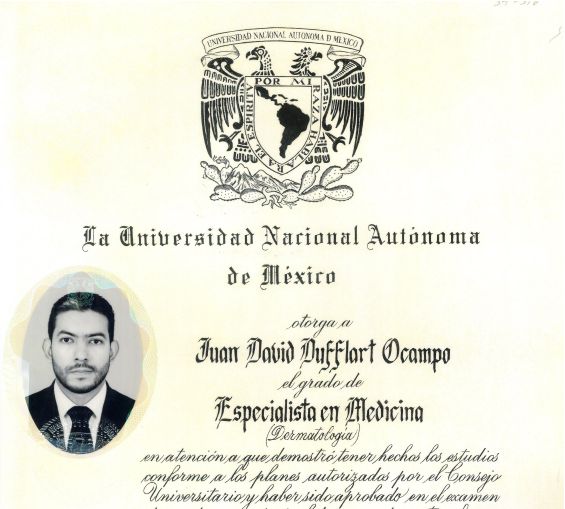 UNIVERSIDAD NACIONAL AUTONOMA D MEXICO
POR MI RAZA HABLARA EL ESPIRITU
La Universidad Nacional Autónoma
de México
otorga a
Juan David Dufflart Ocampo
el grado de
Especialista en Medicina
(Dermatología)
en atención a que demostró tener hechos los estudios
conforme a los planes autorizados por el Consejo
Universitario y haber sido aprobado en el examen